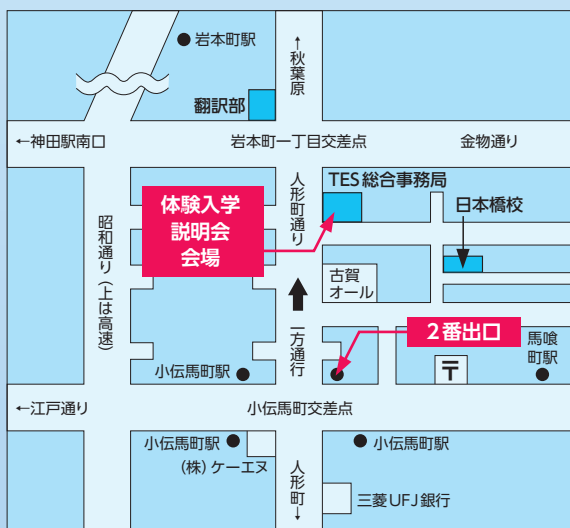 岩本町駅
↑秋葉原
翻訳部
←神田駅南口
岩本町一丁目交差点
金物通り
人形町通り
TES総合事務局
体験入学
説明会
会場
日本橋校
昭和通り(上は高速)
古賀
オール
一方通行
2番出口
馬喰
町駅
小伝馬町駅
〒
←江戸通り
小伝馬町交差点
小伝馬町駅
小伝馬町駅
(株)ケーエヌ
人形町→
三菱UFJ銀行